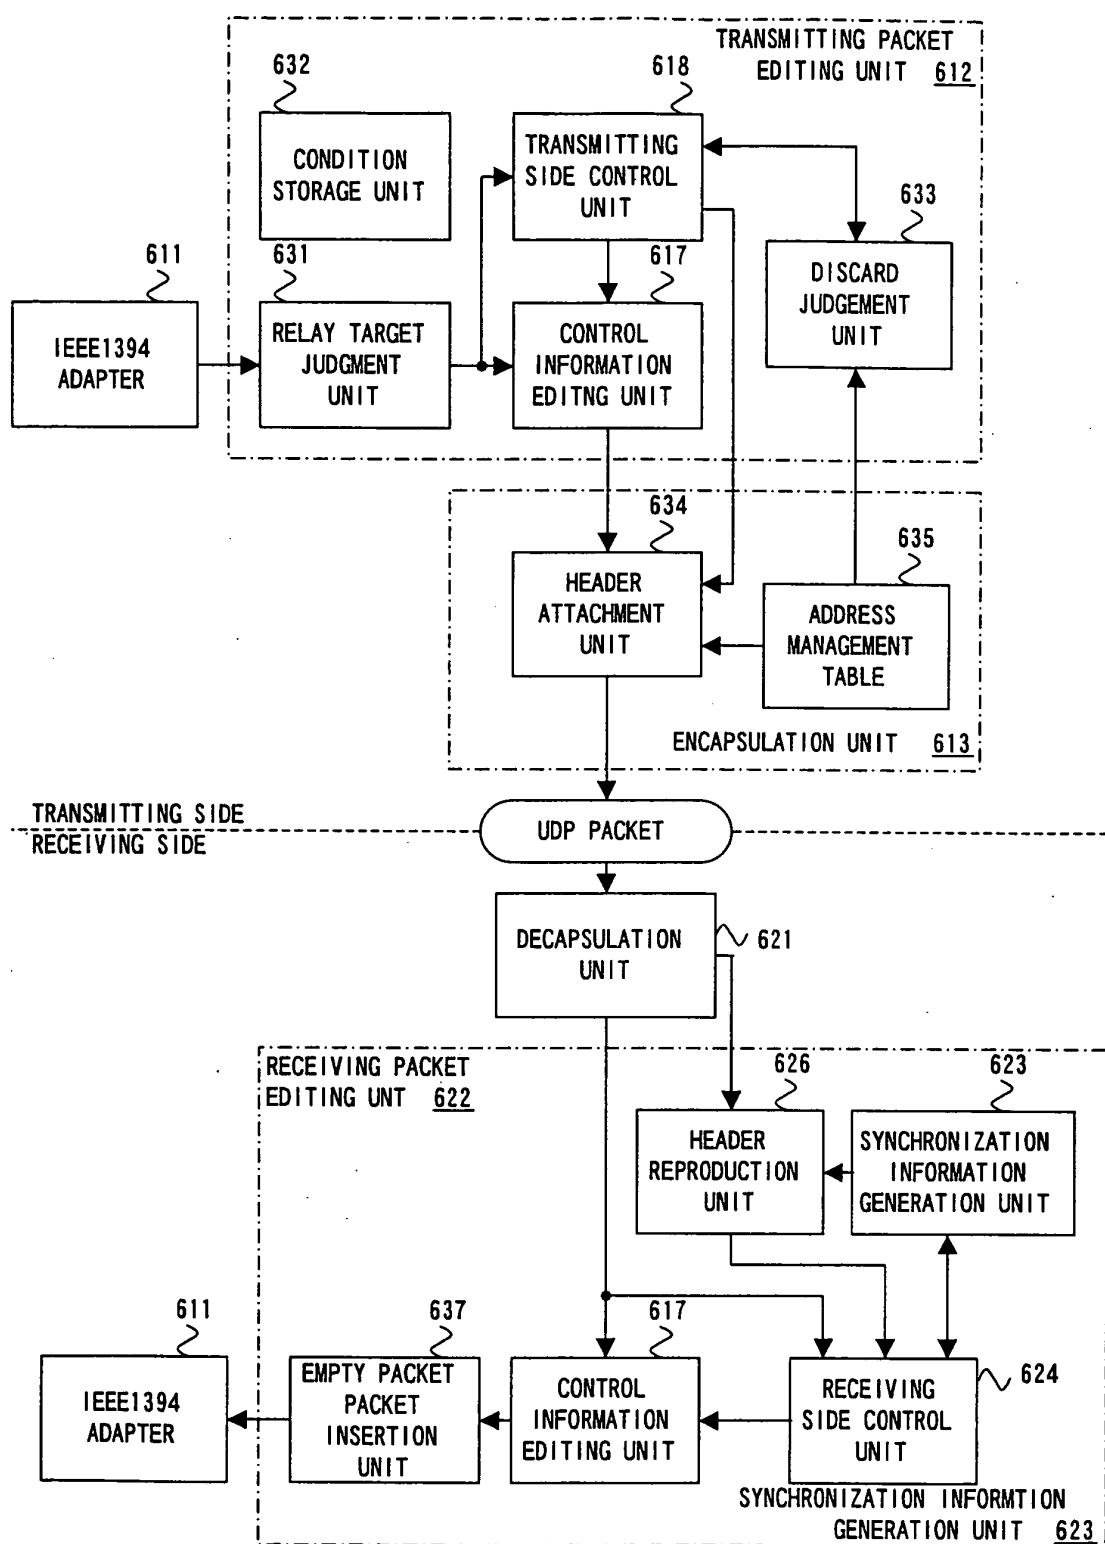 TRANSMITTING PACKET
EDITING UNIT 612
632
618
CONDITION
STORAGE UNIT
TRANSMITTING
SIDE CONTROL
UNIT
633
611
631
617
DISCARD
JUDGEMENT
UNIT
IEEE1394
ADAPTER
RELAY TARGET
JUDGMENT
UNIT
CONTROL
INFORMATION
EDITNG UNIT
634
635
HEADER
ATTACHMENT
UNIT
ADDRESS
MANAGEMENT
TABLE
ENCAPSULATION UNIT 613
TRANSMITTING SIDE
RECEIVING SIDE
UDP PACKET
DECAPSULATION
UNIT
621
RECEIVING PACKET
EDITING UNT 622
626
623
HEADER
REPRODUCTION
UNIT
SYNCHRONIZATION
INFORMATION
GENERATION UNIT
611
637
617
624
IEEE1394
ADAPTER
EMPTY PACKET
PACKET
INSERTION
UNIT
CONTROL
INFORMATION
EDITING UNIT
RECEIVING
SIDE CONTROL
UNIT
SYNCHRONIZATION INFORMTION
GENERATION UNIT 623